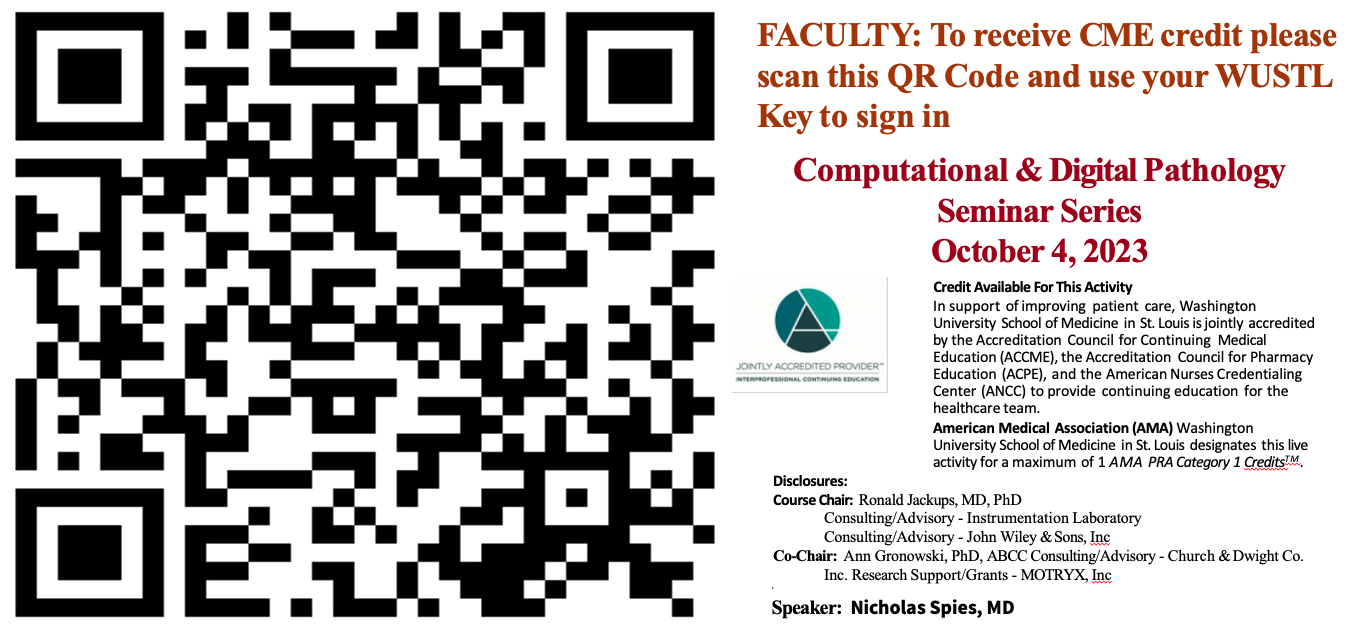 FACULTY: To receive CME credit please
scan this QR Code and use your WUSTL
Key to sign in
Computational & Digital Pathology
Seminar Series
October 4, 2023
JOINTLY ACCREDITED PROVIDER™
INTERPROFESSIONAL CONTINUING EDUCATION
Credit Available For This Activity
In support of improving patient care, Washington
University School of Medicine in St. Louis is jointly accredited
by the Accreditation Council for Continuing Medical
Education (ACCME), the Accreditation Council for Pharmacy
Education (ACPE), and the American Nurses Credentialing
Center (ANCC) to provide continuing education for the
healthcare team.
American Medical Association (AMA) Washington
University School of Medicine in St. Louis designates this live
activity for a maximum of 1 AMA PRA Category 1 Credits™.
Disclosures:
Course Chair: Ronald Jackups, MD, PhD
Consulting/Advisory - Instrumentation Laboratory
Consulting/Advisory - John Wiley & Sons, Inc
Co-Chair: Ann Gronowski, PhD, ABCC Consulting/Advisory - Church & Dwight Co.
Inc. Research Support/Grants - MOTRYX, Inc
.
Speaker: Nicholas Spies, MD